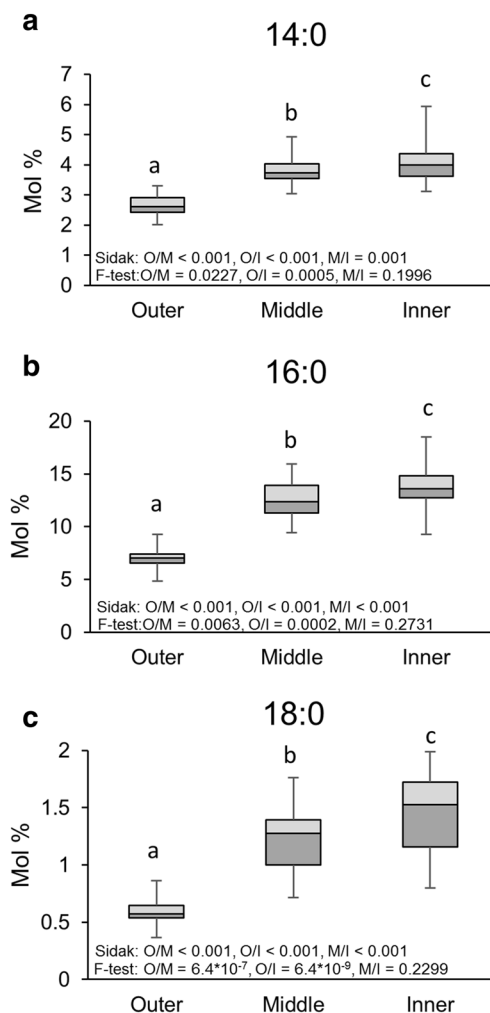 a
14:0
7
6
5
4
3
2
1
0
Mol %
a
b
c
Sidak: O/M < 0.001, O/I < 0.001, M/I = 0.001
F-test:O/M = 0.0227, O/I = 0.0005, M/I = 0.1996
Outer Middle Inner
b
16:0
20
15
10
5
0
Mol %
a
b
c
Sidak: O/M < 0.001, O/I < 0.001, M/I < 0.001
F-test:O/M = 0.0063, O/I = 0.0002, M/I = 0.2731
Outer Middle Inner
c
18:0
2
1.5
1
0.5
0
Mol %
a
b
c
Sidak: O/M < 0.001, O/I < 0.001, M/I < 0.001
F-test: O/M = 6.4*10⁻⁷, O/I = 6.4*10⁻⁹, M/I = 0.2299
Outer Middle Inner